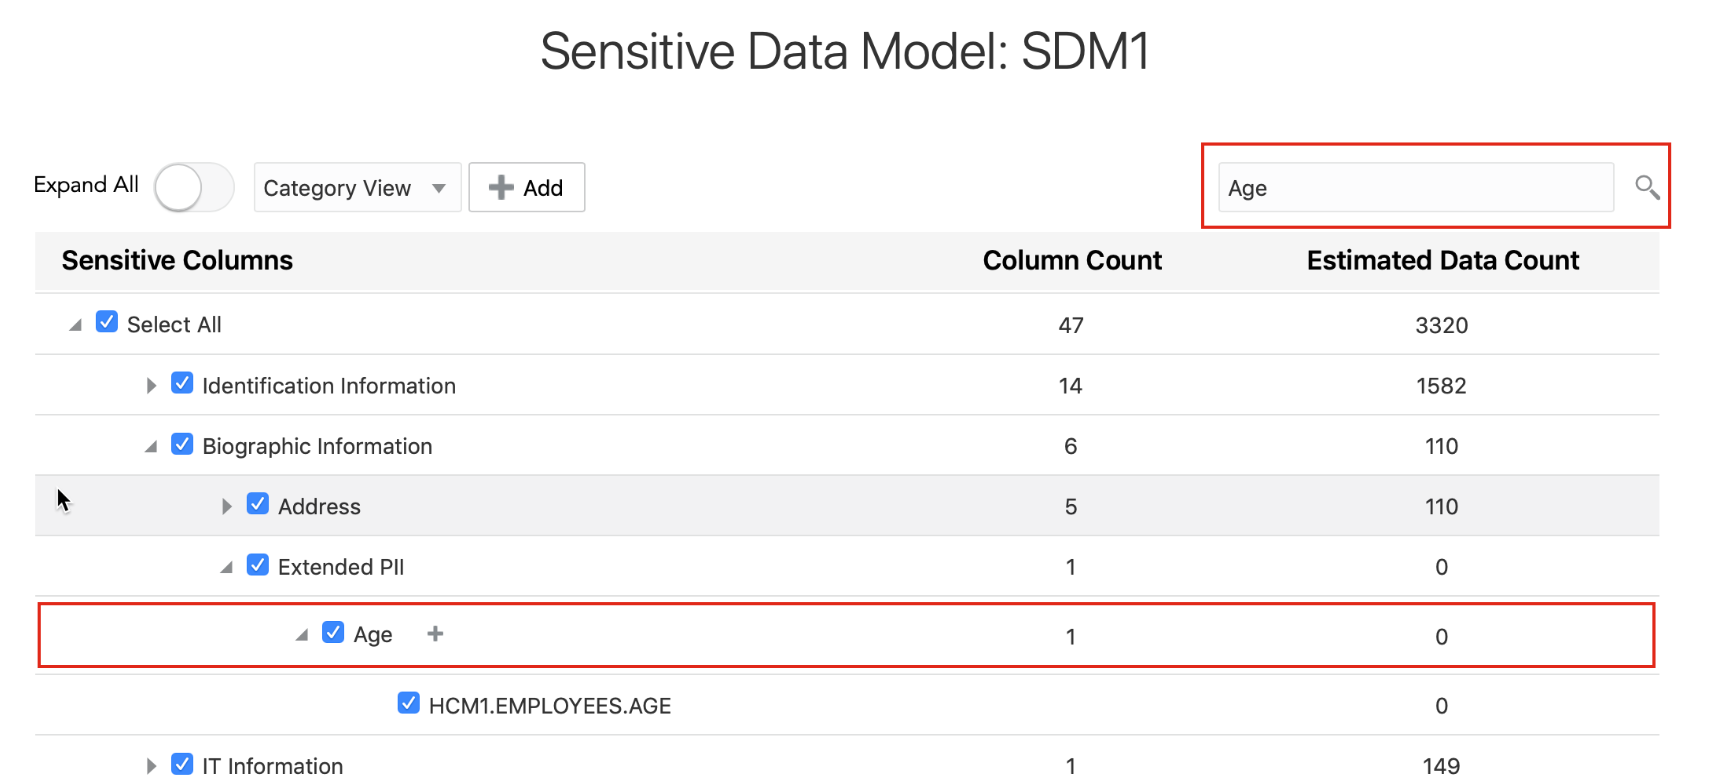 Sensitive Data Model: SDM1
Expand All Category View Add Age
Sensitive Columns Column Count Estimated Data Count
Select All 47 3320
Identification Information 14 1582
Biographic Information 6 110
Address 5 110
Extended PII 1 0
Age 1 0
HCM1.EMPLOYEES.AGE 0
IT Information 1 149